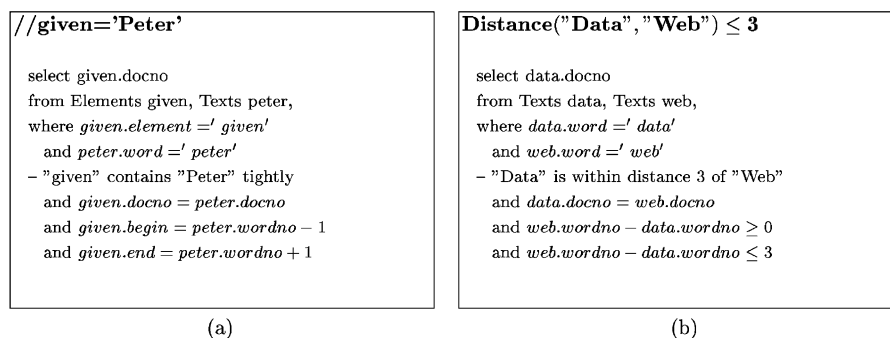 //given='Peter'
select given.docno
from Elements given, Texts peter,
where given.element =' given'
and peter.word =' peter'
– "given" contains "Peter" tightly
and given.docno = peter.docno
and given.begin = peter.wordno − 1
and given.end = peter.wordno + 1
(a)
Distance("Data", "Web") ≤ 3
select data.docno
from Texts data, Texts web,
where data.word =' data'
and web.word =' web'
– "Data" is within distance 3 of "Web"
and data.docno = web.docno
and web.wordno − data.wordno ≥ 0
and web.wordno − data.wordno ≤ 3
(b)